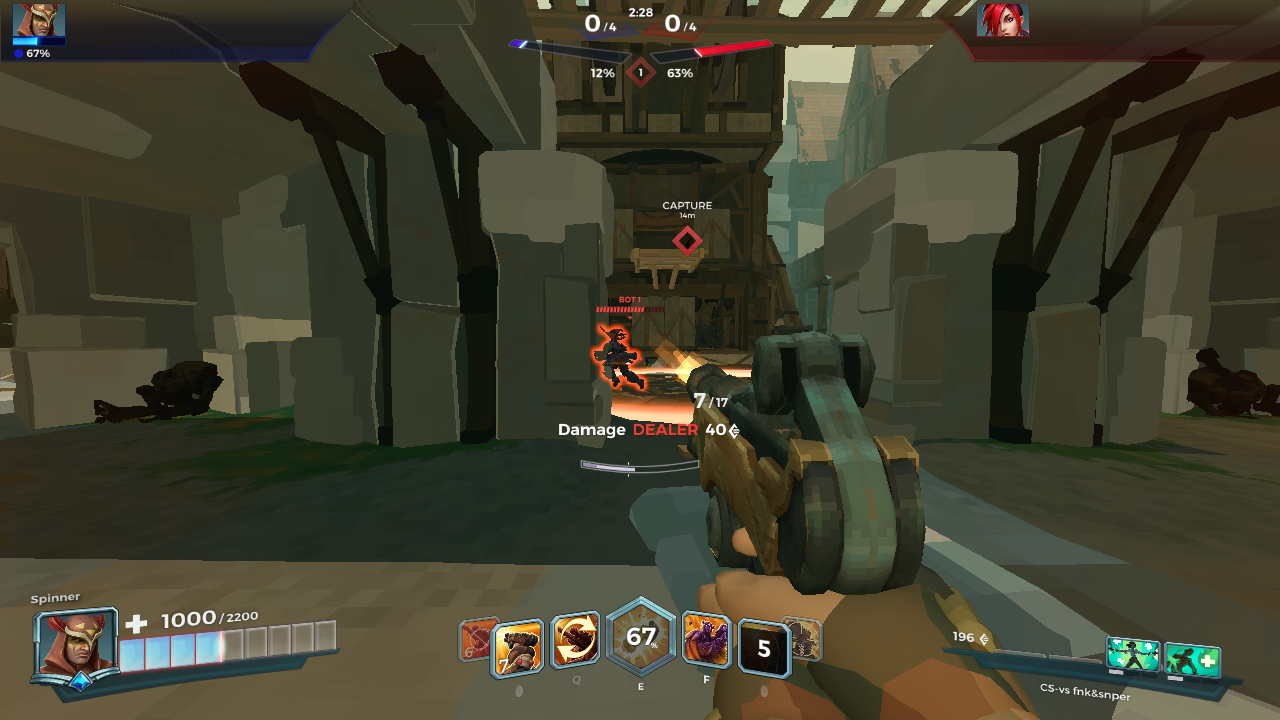 2:28
0/4
0/4
67%
12%
1
63%
CAPTURE
14m
BOT 1
7/17
Damage DEALER 40
Spinner
1000/2200
6
7
67%
5
Q
E
F
196
CS-vs fnk&snper